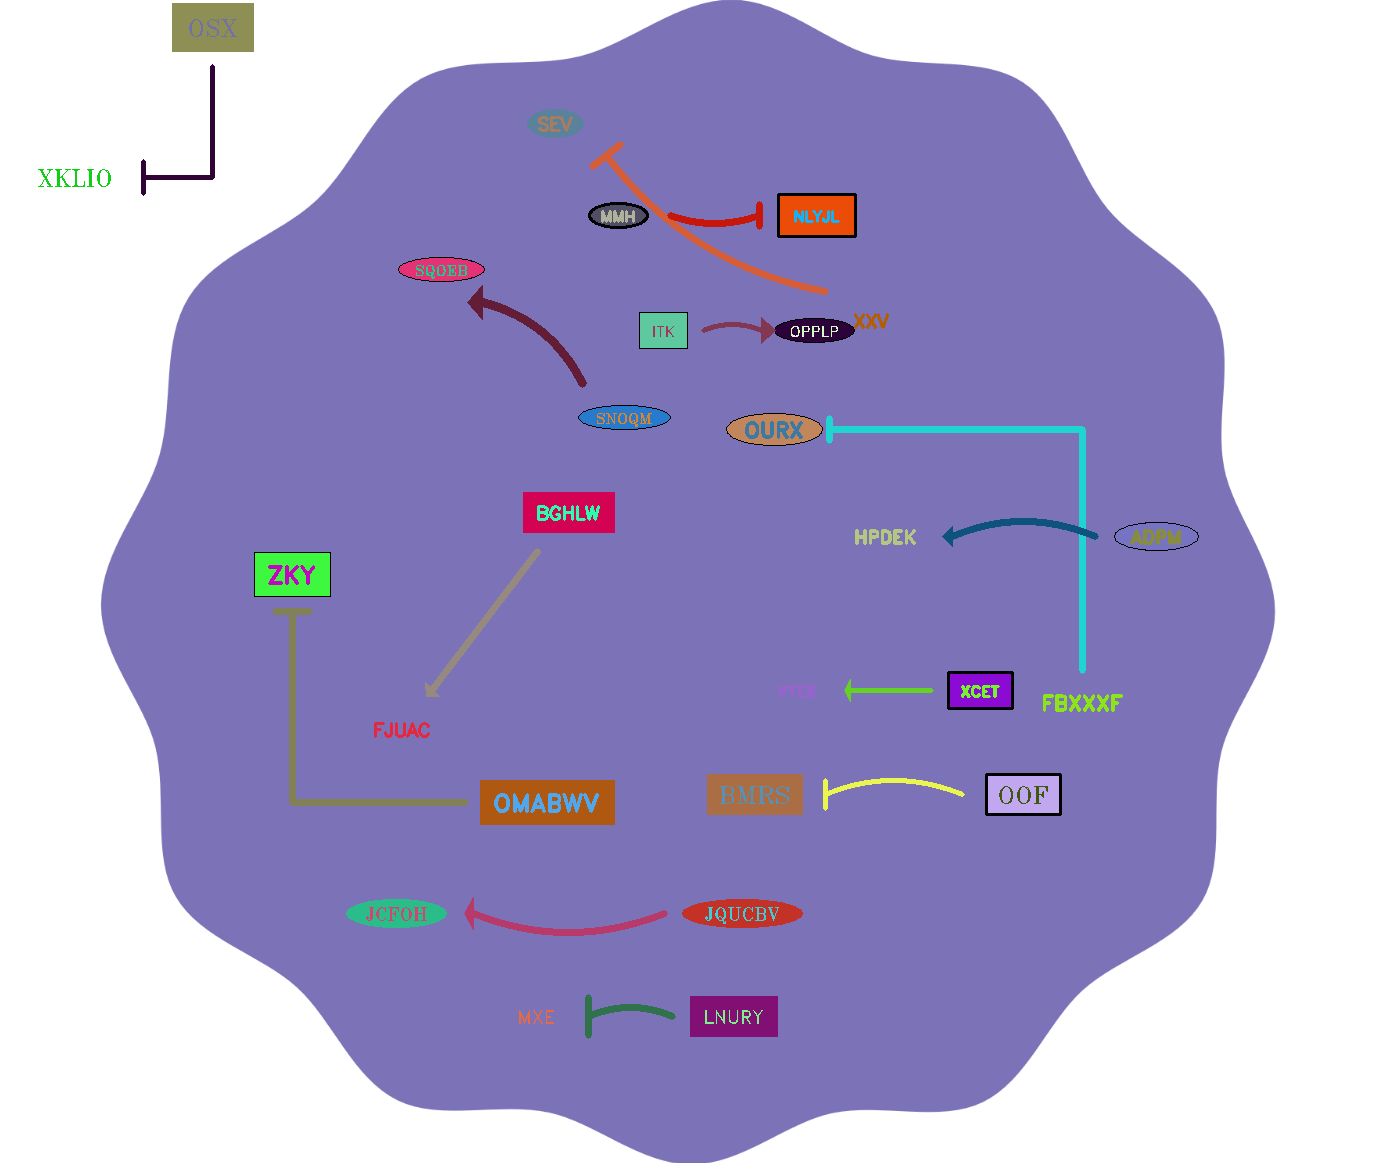 OSX
SEV
XKLIO
MMH
NLYJL
SQOEB
ITK
OPPLP
XXV
SNOQM
OURX
BGHLW
HPDEK
ADPM
ZKY
XCET
FBXXXF
FJUAC
OMABWV
BMRS
OOF
JCFOH
JQUCBV
MXE
LNURY